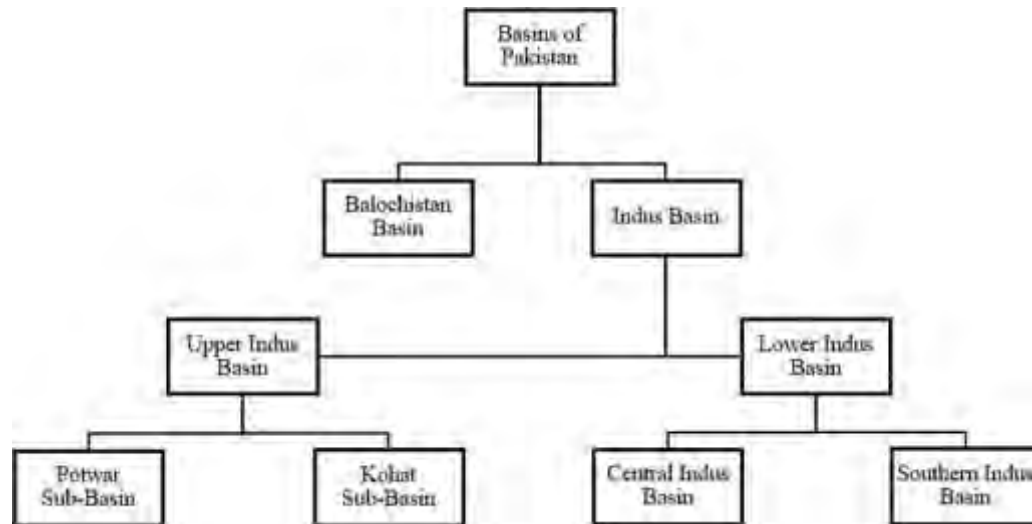 Basins of
Pakistan
Balochistan
Basin
Indus Basin
Upper Indus
Basin
Lower Indus
Basin
Potwar
Sub-Basin
Kohat
Sub-Basin
Central Indus
Basin
Southern Indus
Basin